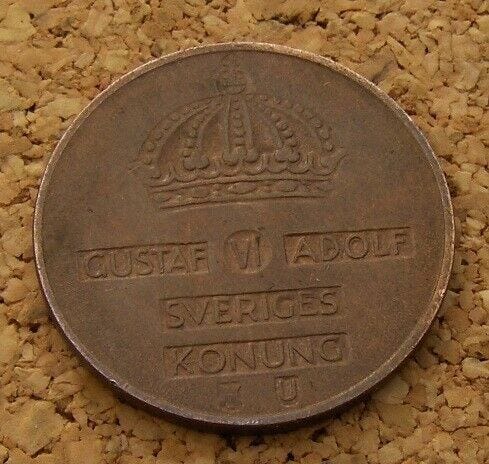 GUSTAF VI ADOLF
SVERIGES
KONUNG
U